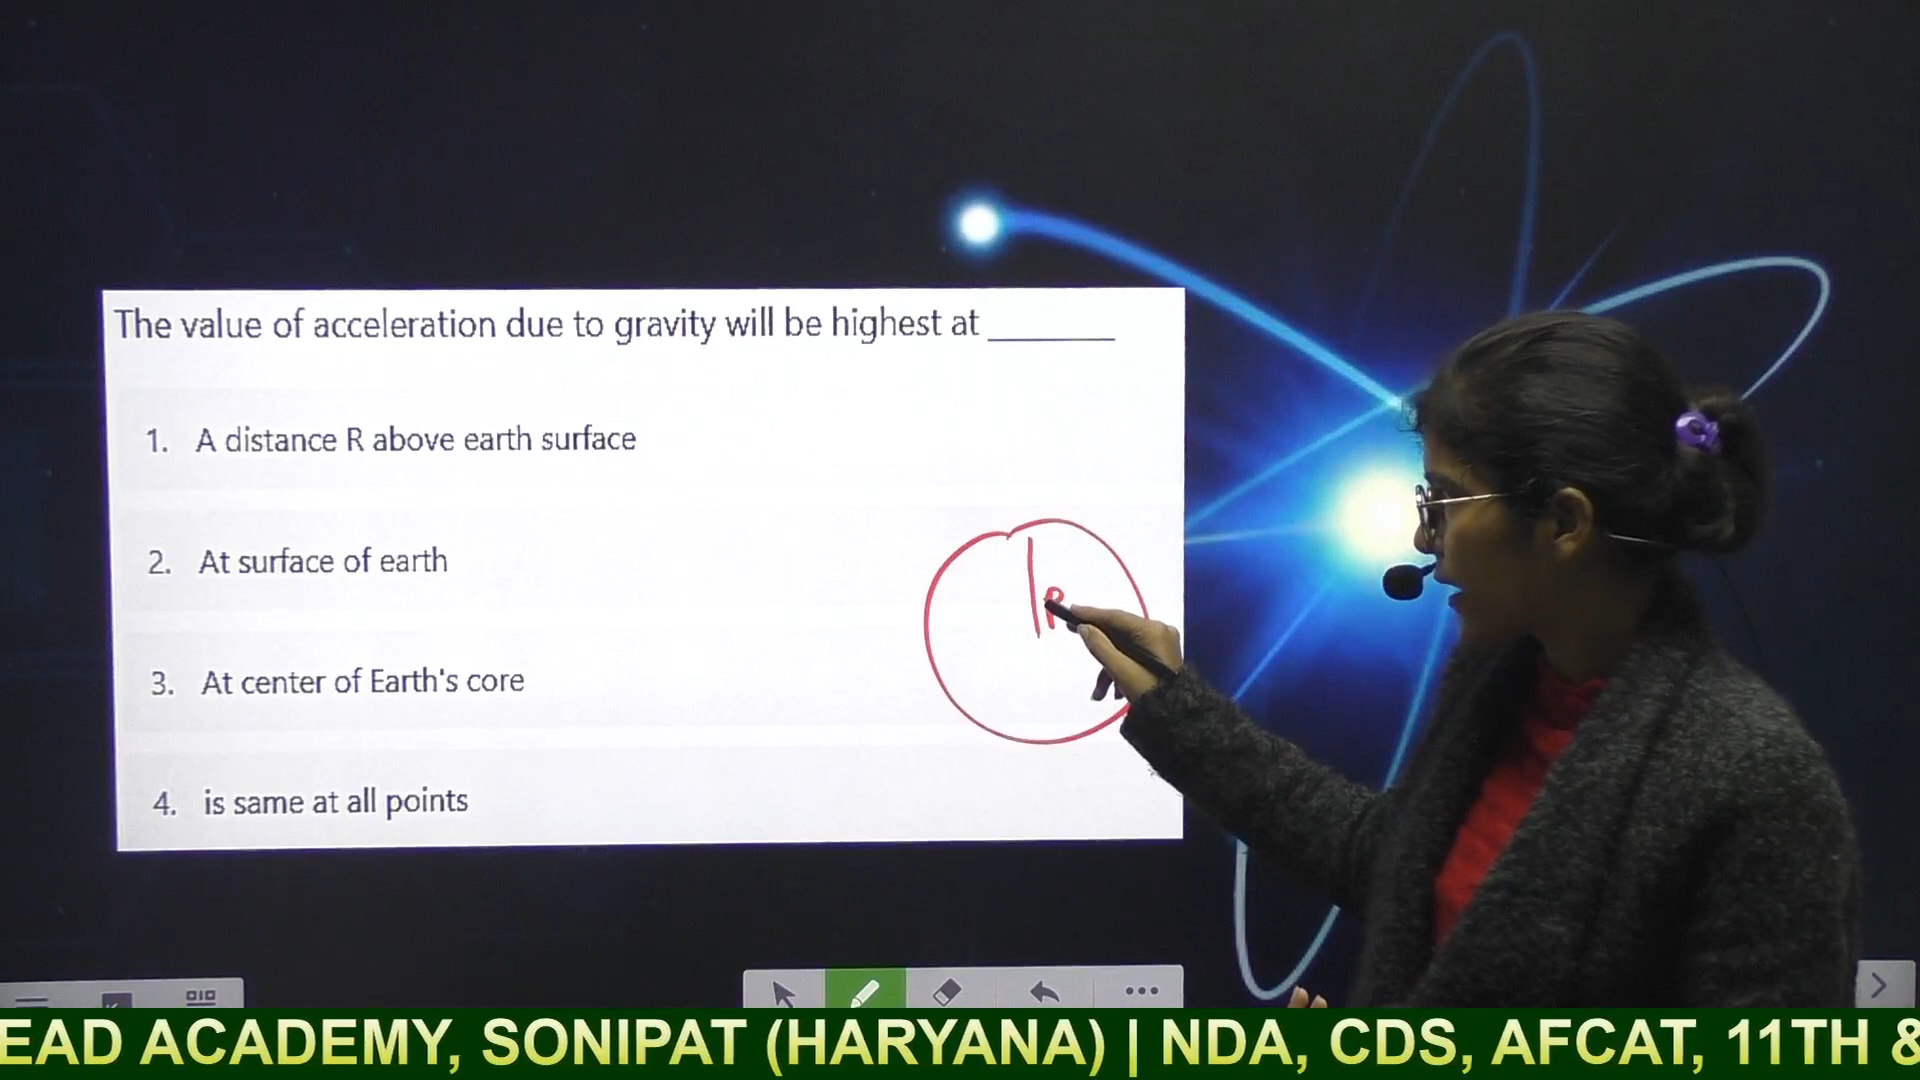 The value of acceleration due to gravity will be highest at ________
1. A distance R above earth surface
2. At surface of earth
R
3. At center of Earth's core
4. is same at all points
EAD ACADEMY, SONIPAT (HARYANA) | NDA, CDS, AFCAT, 11TH &